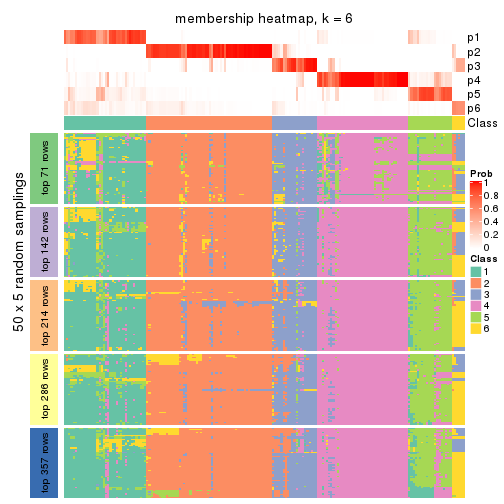 membership heatmap, k = 6
p1
p2
p3
p4
p5
p6
Class
50 x 5 random samplings
top 71 rows
top 142 rows
top 214 rows
top 286 rows
top 357 rows
Prob
1
0.8
0.6
0.4
0.2
0
Class
1
2
3
4
5
6